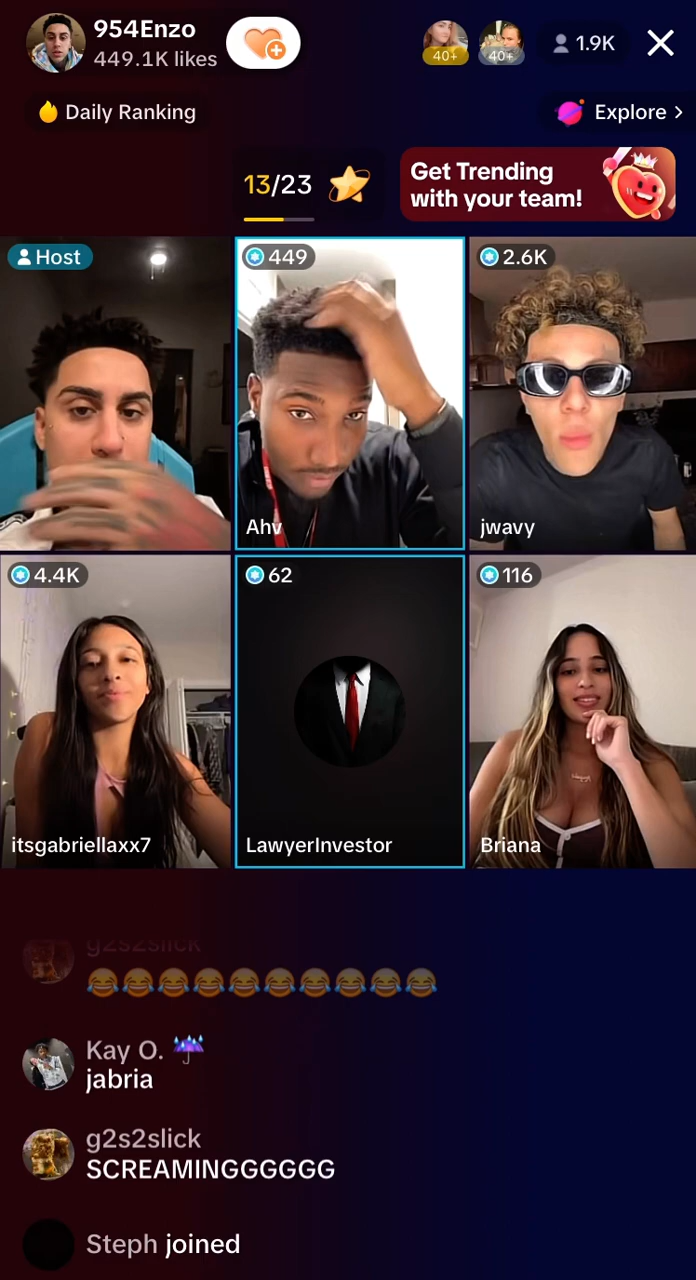 954Enzo
449.1K likes
40+
40+
1.9K
Daily Ranking
Explore >
13/23
Get Trending
with your team!
Host
449
2.6K
Ahv
jwavy
4.4K
62
116
itsgabriellaxx7
LawyerInvestor
Briana
g2s2slick
😂😂😂😂😂😂😂😂😂😂
Kay O. ☔
jabria
g2s2slick
SCREAMINGGGGGG
Steph joined